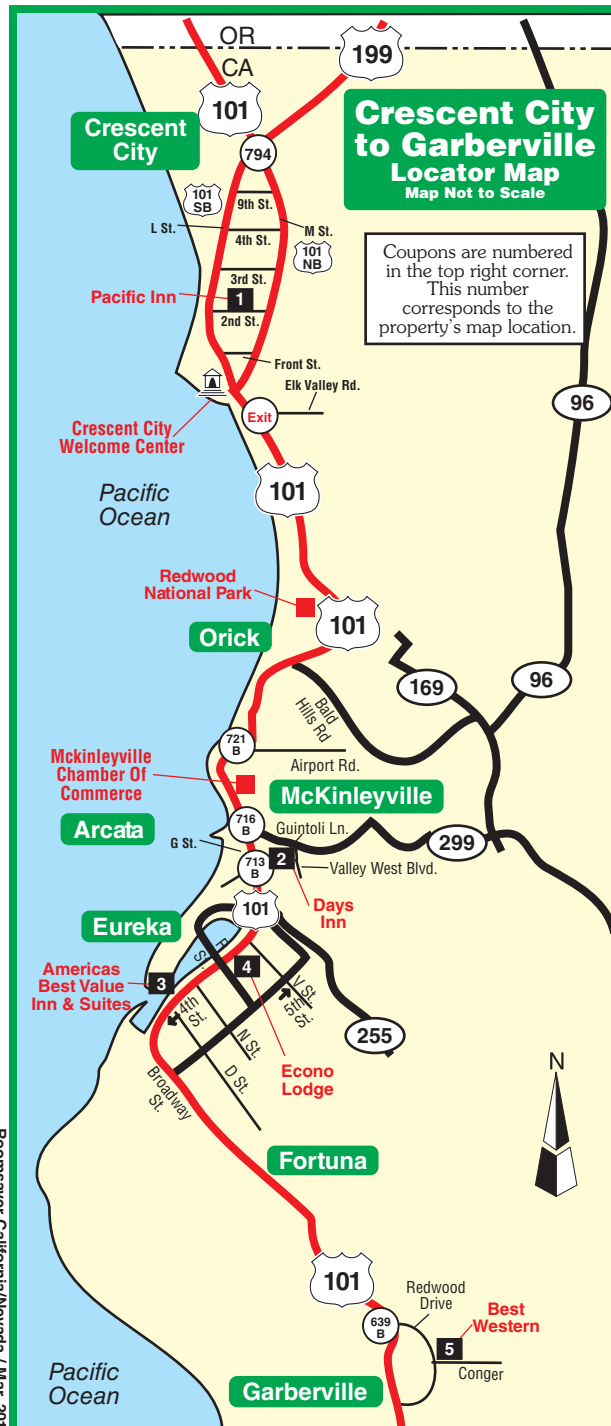 OR
CA
199
101
Crescent City to Garberville
Locator Map
Map Not to Scale
Crescent
City
794
101
SB
9th St.
L St.
M St.
4th St.
101
NB
3rd St.
Pacific Inn
1
2nd St.
Front St.
Elk Valley Rd.
Coupons are numbered
in the top right corner.
This number
corresponds to the
property's map location.
Crescent City
Welcome Center
Exit
96
Pacific
Ocean
101
Redwood
National Park
101
Orick
169
96
Bald
Hills Rd
721
B
Airport Rd.
Mckinleyville
Chamber Of
Commerce
McKinleyville
Arcata
716
B
Guintoli Ln.
G St.
299
713
B
2
Valley West Blvd.
101
Days
Inn
Eureka
Americas
Best Value
Inn & Suites
3
4
V St.
5th St.
4th
St.
N St.
D St.
255
Econo
Lodge
Broadway
St.
N
Fortuna
101
Redwood
Drive
639
B
Best
Western
5
Conger
Garberville
Pacific
Ocean
Roomsaver California/Nevada / Mar.